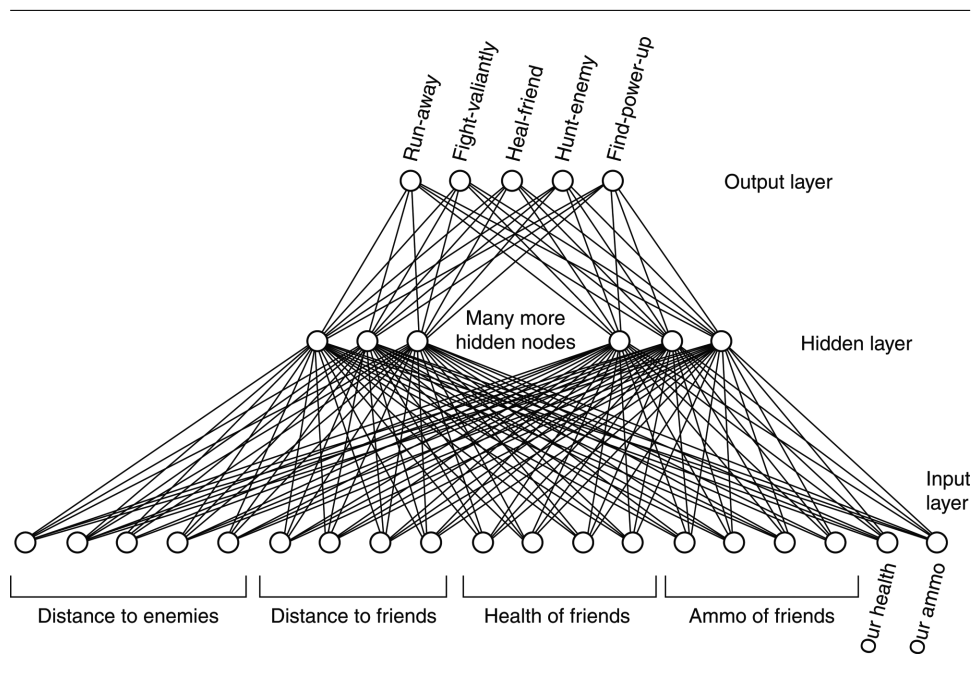 Run-away
Fight-valiantly
Heal-friend
Hunt-enemy
Find-power-up
Output layer
Many more
hidden nodes
Hidden layer
Input
layer
Distance to enemies
Distance to friends
Health of friends
Ammo of friends
Our health
Our ammo